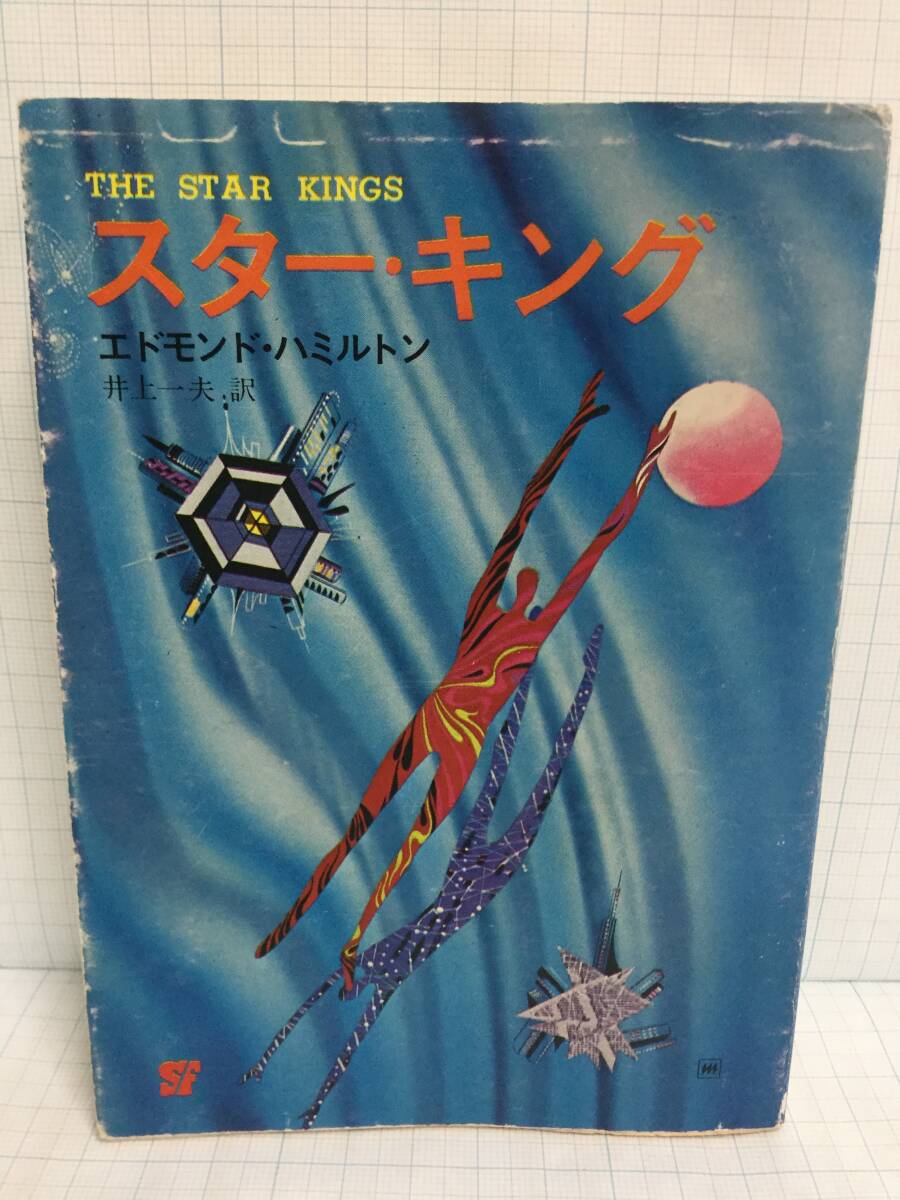 THE STAR KINGS
スター・キング
エドモンド・ハミルトン
井上一夫 訳
SF
m